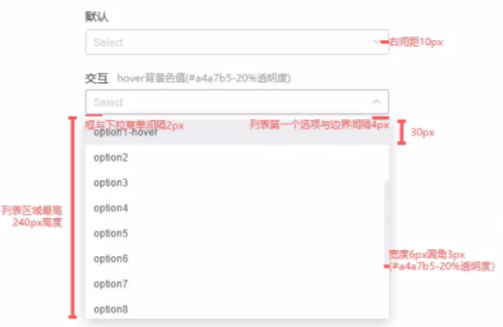 默认
Select
右间距10px
交互 hover背景色值(#a4a7b5-20%透明度)
Select
框与下拉菜单间隔2px
列表第一个选项与边界间隔4px
option1-hover
30px
option2
option3
option4
列表区域最高
240px高度
option5
option6
宽度6px圆角3px
(#a4a7b5-20%透明度)
option7
option8